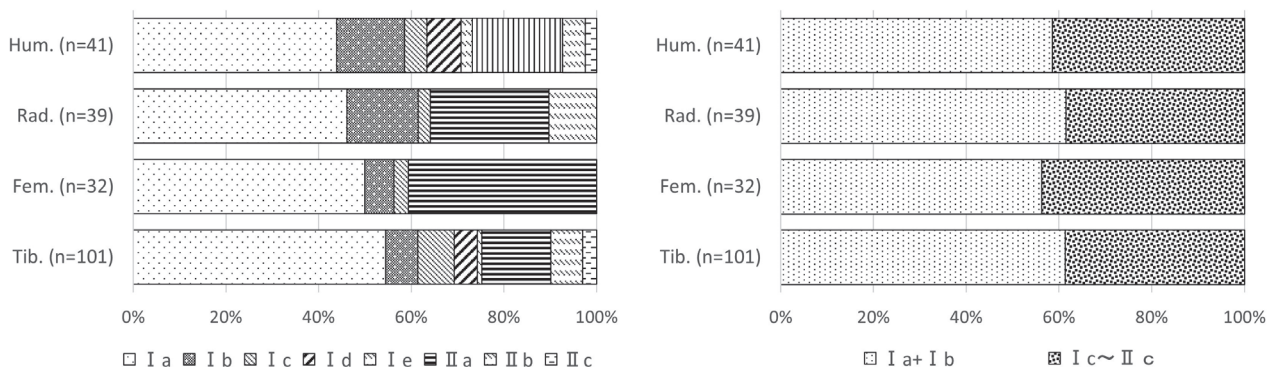 Hum. (n=41)
Rad. (n=39)
Fem. (n=32)
Tib. (n=101)
0% 20% 40% 60% 80% 100%
Ⅰa Ⅰb Ⅰc Ⅰd Ⅰe Ⅱa Ⅱb Ⅱc
Hum. (n=41)
Rad. (n=39)
Fem. (n=32)
Tib. (n=101)
0% 20% 40% 60% 80% 100%
Ⅰa+Ⅰb Ⅰc～Ⅱc